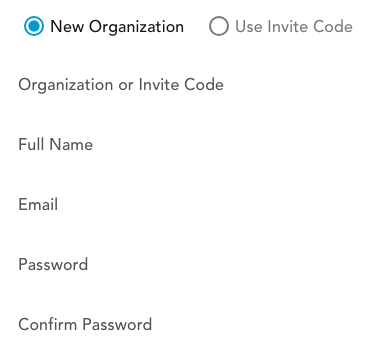 New Organization Use Invite Code
Organization or Invite Code
Full Name
Email
Password
Confirm Password